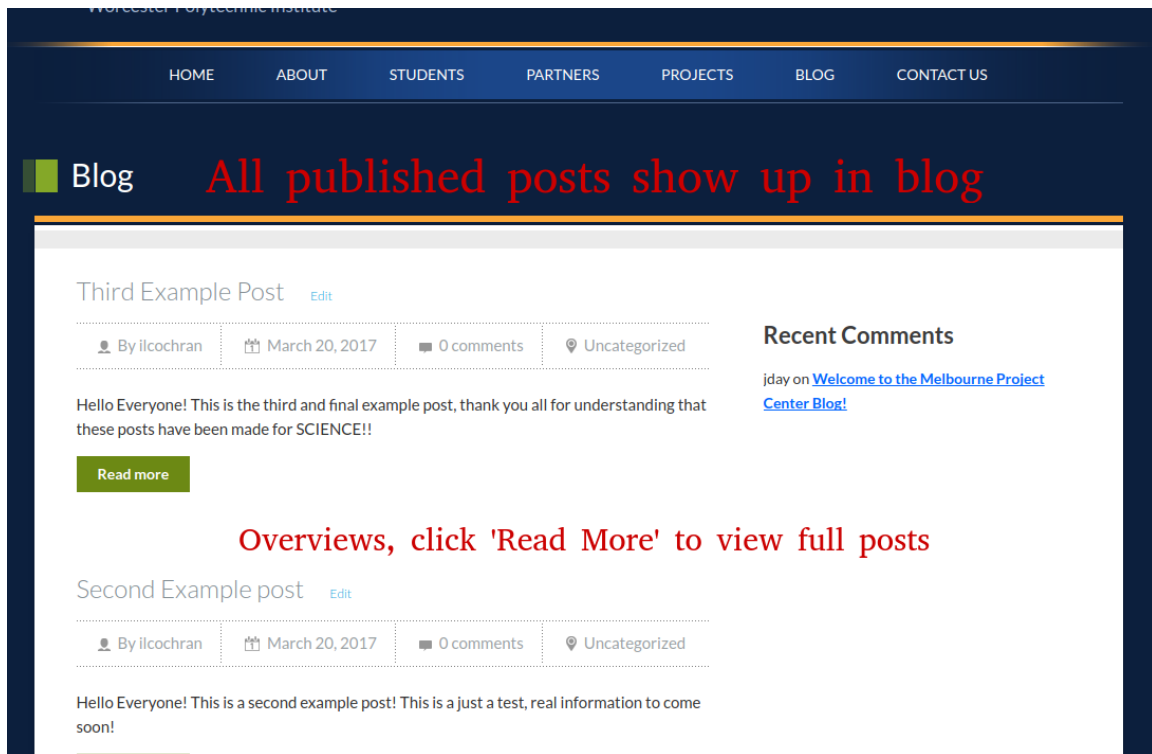 Worcester Polytechnic Institute
HOME ABOUT STUDENTS PARTNERS PROJECTS BLOG CONTACT US
Blog All published posts show up in blog
Third Example Post Edit
By ilcochran March 20, 2017 0 comments Uncategorized
Hello Everyone! This is the third and final example post, thank you all for understanding that
these posts have been made for SCIENCE!!
Read more
Overviews, click 'Read More' to view full posts
Second Example post Edit
By ilcochran March 20, 2017 0 comments Uncategorized
Hello Everyone! This is a second example post! This is a just a test, real information to come
soon!
Recent Comments
jday on Welcome to the Melbourne Project
Center Blog!